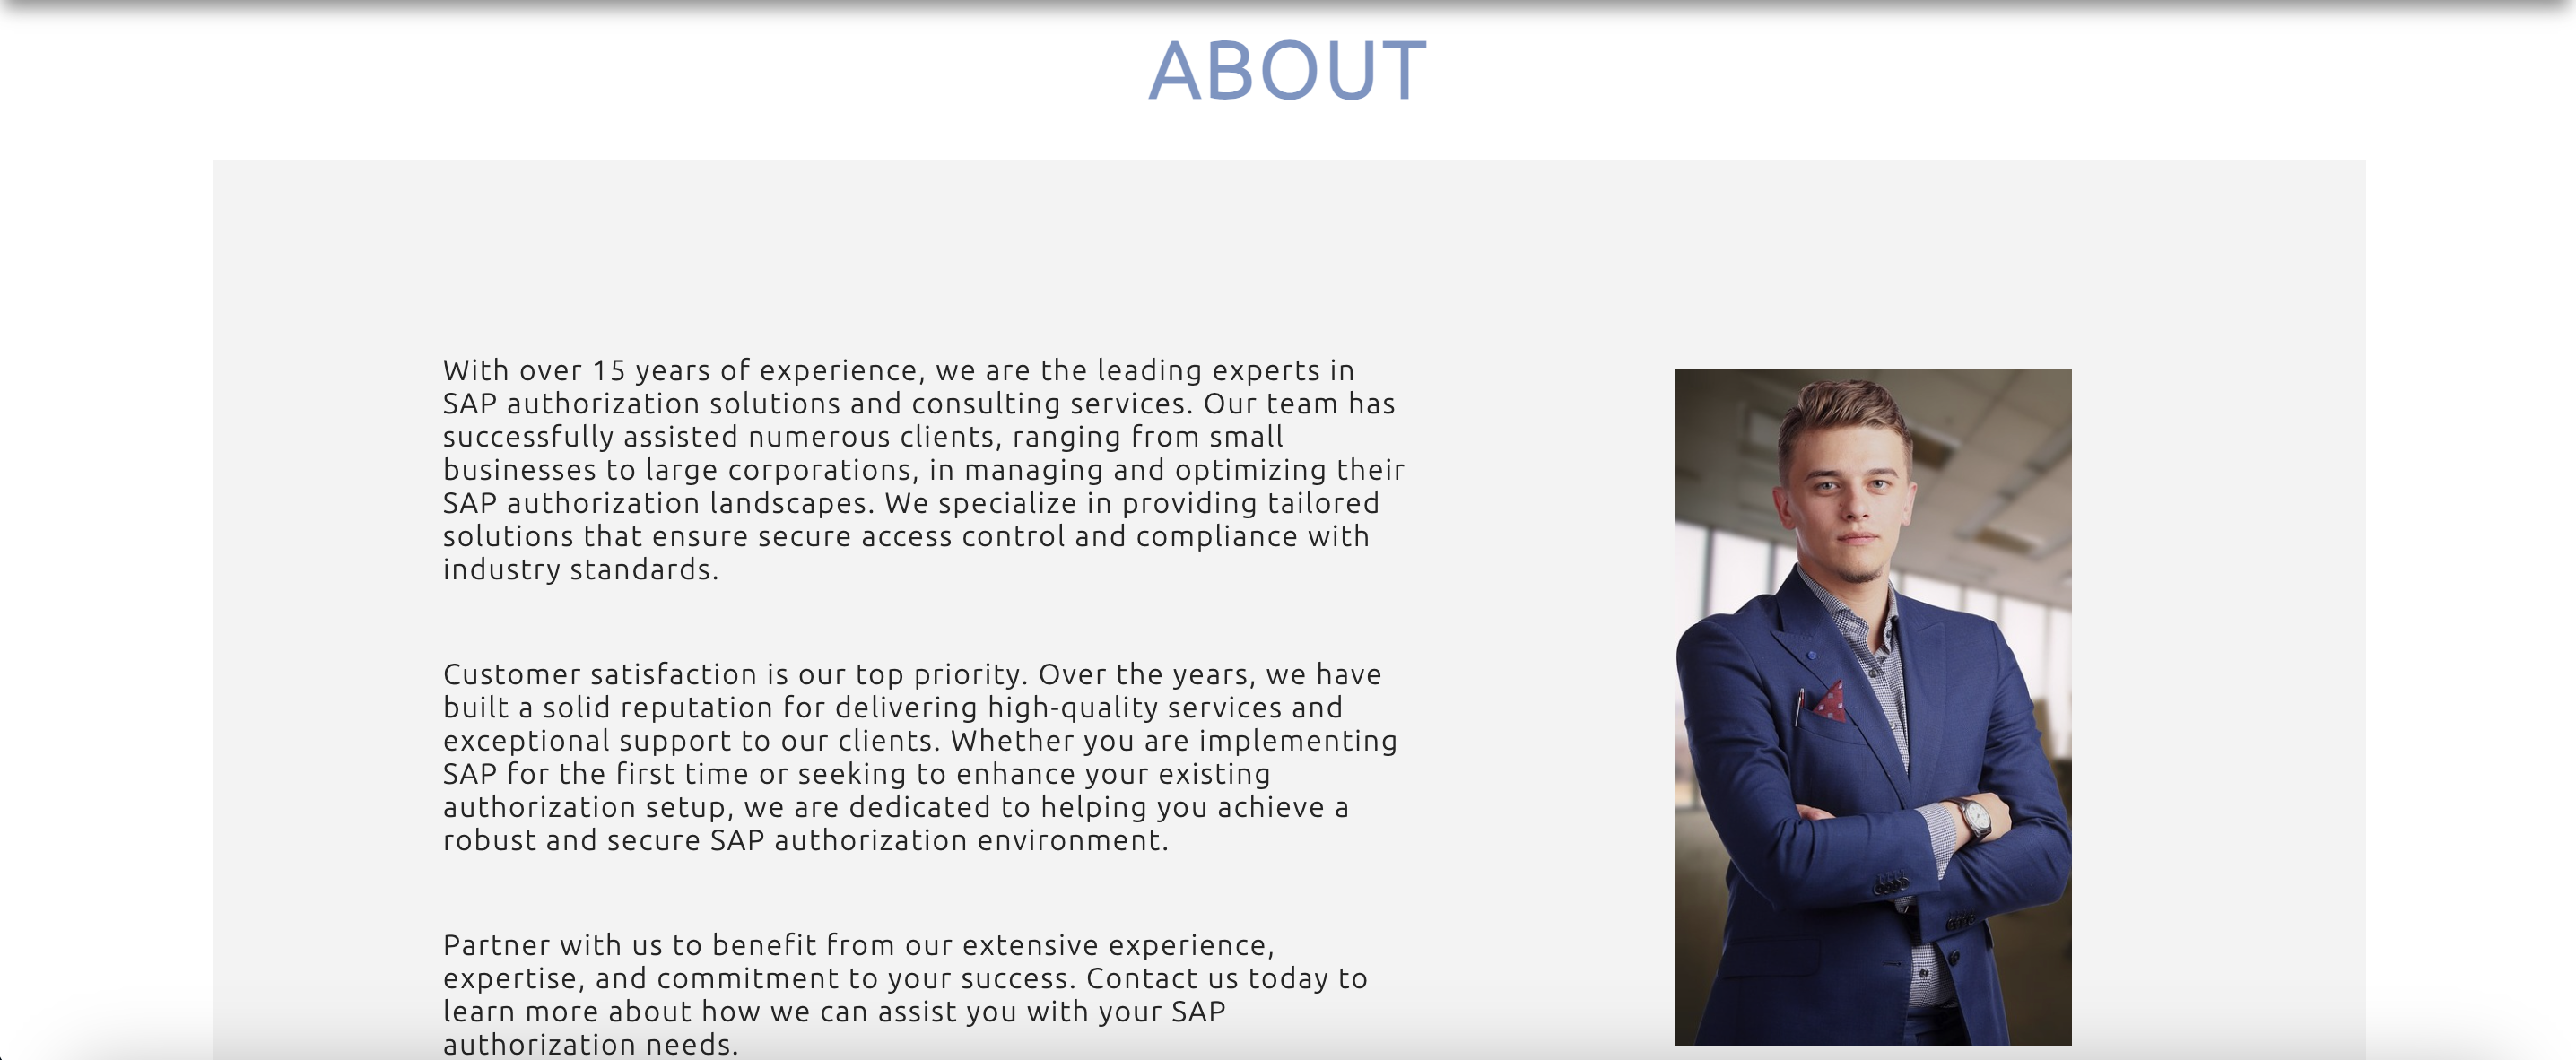 ABOUT
With over 15 years of experience, we are the leading experts in
SAP authorization solutions and consulting services. Our team has
successfully assisted numerous clients, ranging from small
businesses to large corporations, in managing and optimizing their
SAP authorization landscapes. We specialize in providing tailored
solutions that ensure secure access control and compliance with
industry standards.
Customer satisfaction is our top priority. Over the years, we have
built a solid reputation for delivering high-quality services and
exceptional support to our clients. Whether you are implementing
SAP for the first time or seeking to enhance your existing
authorization setup, we are dedicated to helping you achieve a
robust and secure SAP authorization environment.
Partner with us to benefit from our extensive experience,
expertise, and commitment to your success. Contact us today to
learn more about how we can assist you with your SAP
authorization needs.